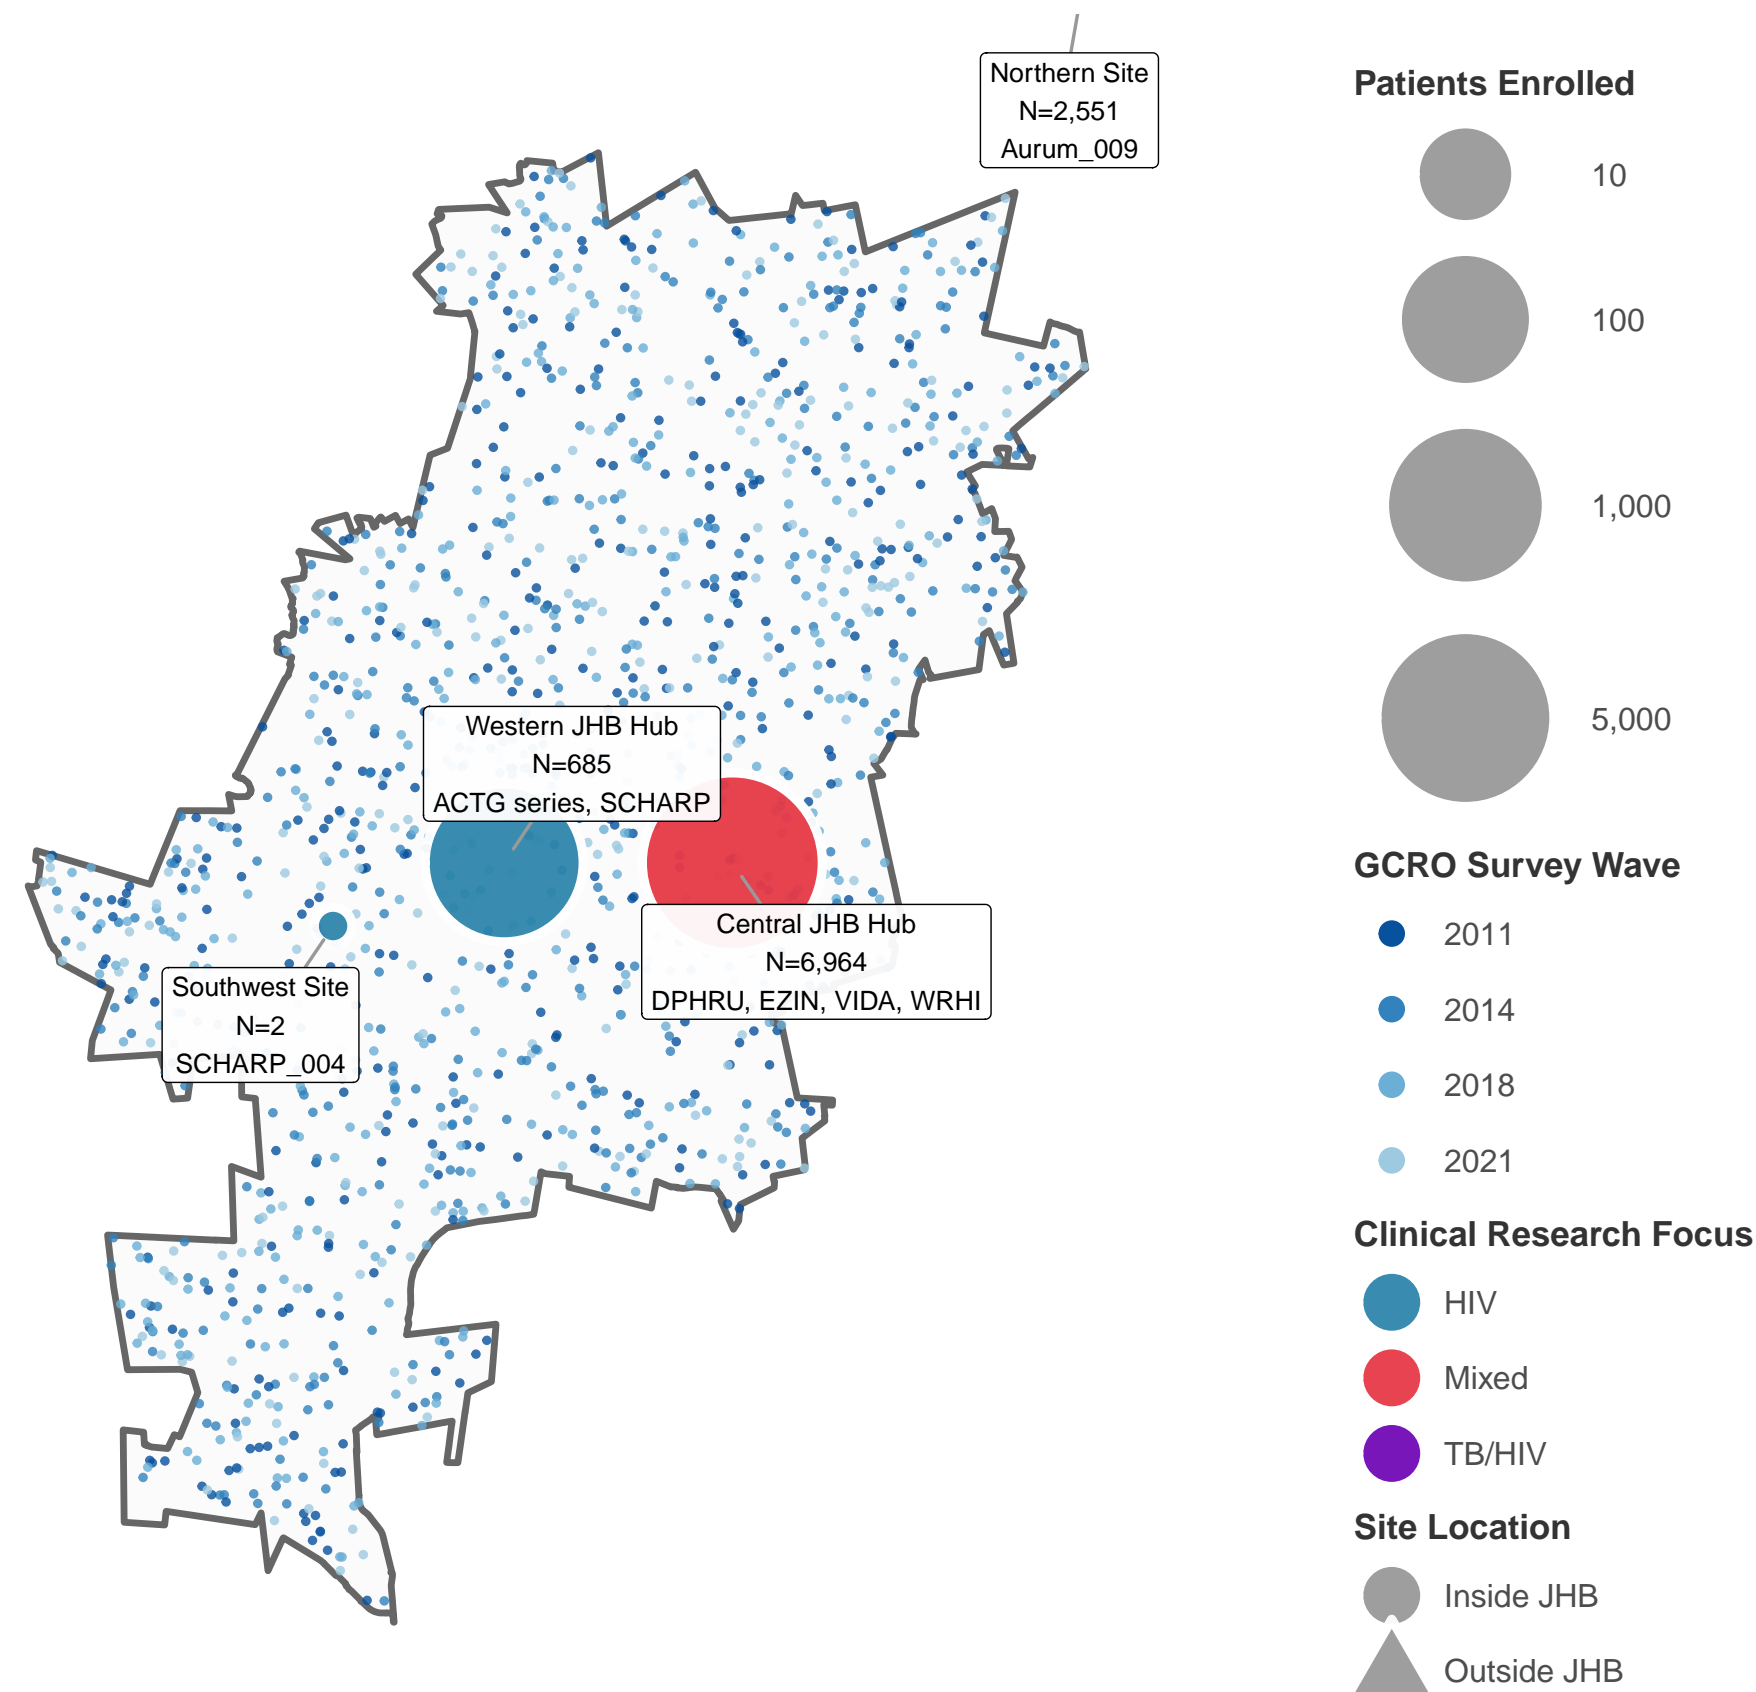 Northern Site
N=2,551
Aurum_009
Western JHB Hub
N=685
ACTG series, SCHARP
Central JHB Hub
N=6,964
DPHRU, EZIN, VIDA, WRHI
Southwest Site
N=2
SCHARP_004
Patients Enrolled
10
100
1,000
5,000
GCRO Survey Wave
2011
2014
2018
2021
Clinical Research Focus
HIV
Mixed
TB/HIV
Site Location
Inside JHB
Outside JHB